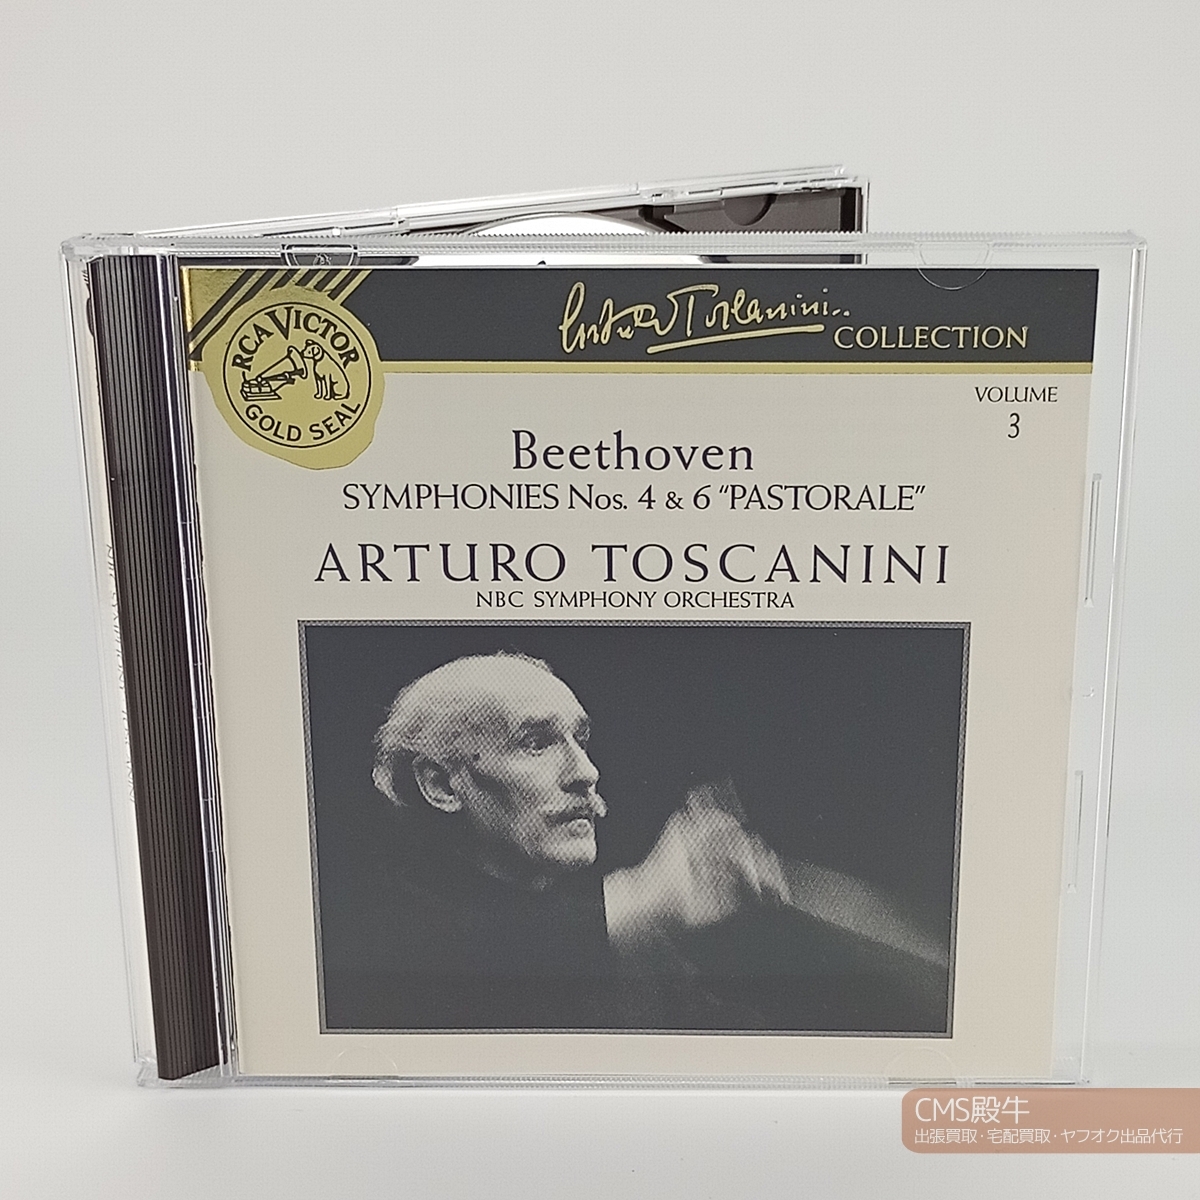 RCA VICTOR
GOLD SEAL
Arturo Toscanini
COLLECTION
VOLUME
3
Beethoven
SYMPHONIES Nos. 4 & 6 “PASTORALE”
ARTURO TOSCANINI
NBC SYMPHONY ORCHESTRA
CMS殿牛
出張買取・宅配買取・ヤフオク出品代行